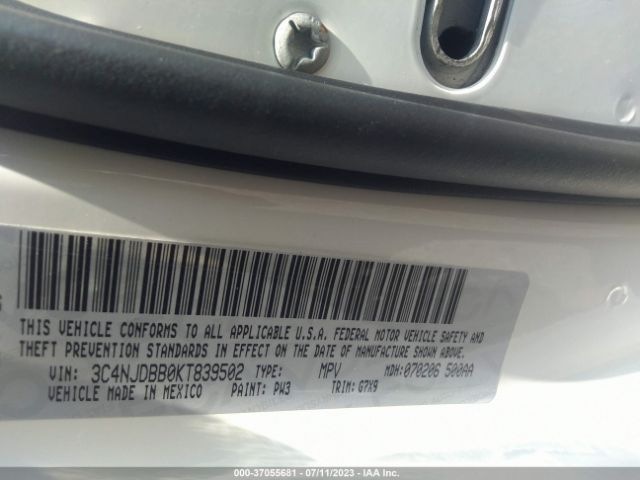 THIS VEHICLE CONFORMS TO ALL APPLICABLE U.S.A. FEDERAL MOTOR VEHICLE SAFETY AND
THEFT PREVENTION STANDARDS IN EFFECT ON THE DATE OF MANUFACTURE SHOWN ABOVE.
VIN: 3C4NJDBB0KT839502 TYPE: MPV MDH: 070206 500AA
VEHICLE MADE IN MEXICO PAINT: PW3 TRIM: G7X9
000-37055681 - 07/11/2023 - IAAI.COM